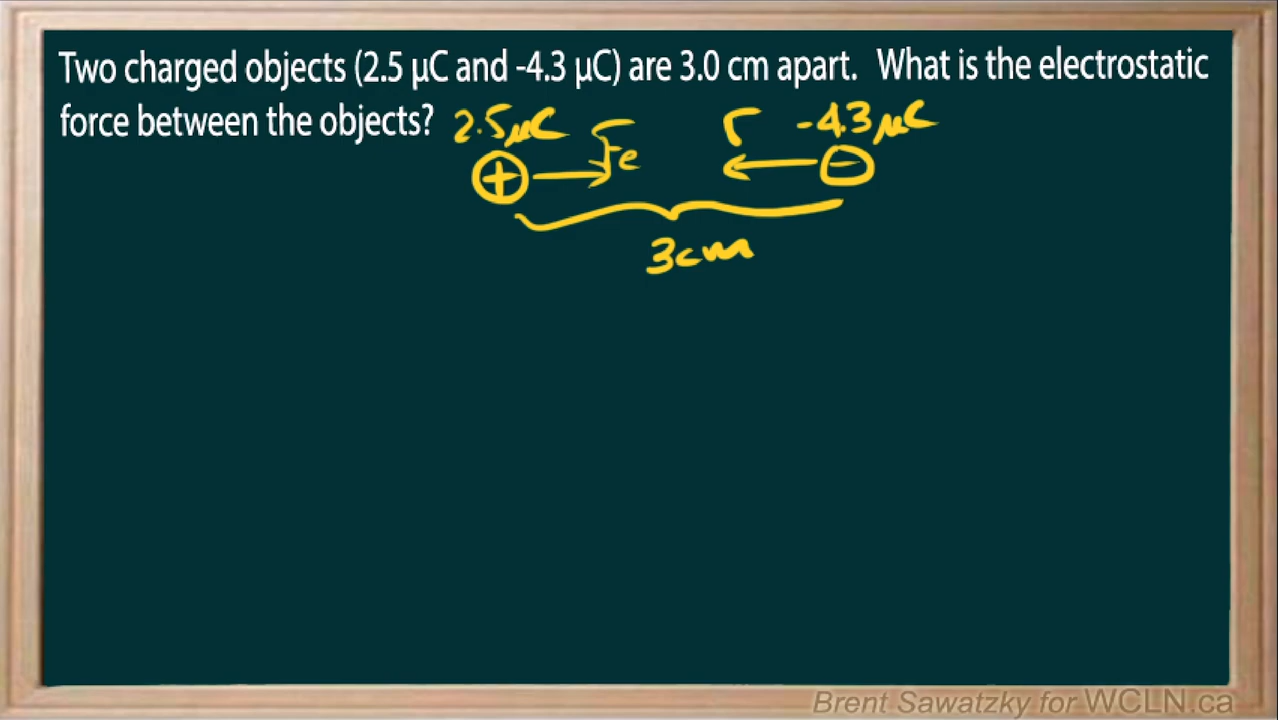 Two charged objects (2.5 µC and -4.3 µC) are 3.0 cm apart. What is the electrostatic
force between the objects?
2.5µC Fe -4.3µC
+ -
3cm
Brent Sawatzky for WCLN.ca